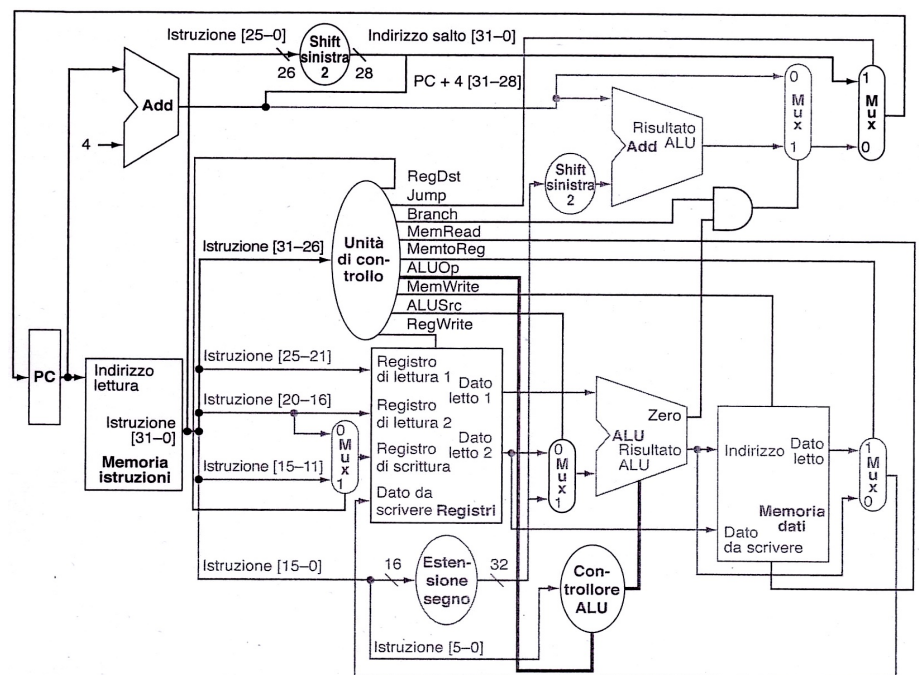 Istruzione [25–0]
26
Shift
sinistra
2
28
Indirizzo salto [31–0]
PC + 4 [31–28]
Add
4
0
M
u
x
1
1
M
u
x
0
Risultato
Add ALU
Shift
sinistra
2
RegDst
Jump
Branch
MemRead
MemtoReg
ALUOp
MemWrite
ALUSrc
RegWrite
Unità
di con-
trollo
Istruzione [31–26]
PC
Indirizzo
lettura
Istruzione
[31–0]
Memoria
istruzioni
Istruzione [25–21]
Istruzione [20–16]
Istruzione [15–11]
0
M
u
x
1
Registro
di lettura 1
Dato
letto 1
Registro
di lettura 2
Dato
letto 2
Registro
di scrittura
Dato da
scrivere
Registri
0
M
u
x
1
Zero
ALU
Risultato
ALU
Indirizzo
Dato
letto
Memoria
dati
Dato
da scrivere
1
M
u
x
0
Istruzione [15–0]
16
Esten-
sione
segno
32
Con-
trollore
ALU
Istruzione [5–0]